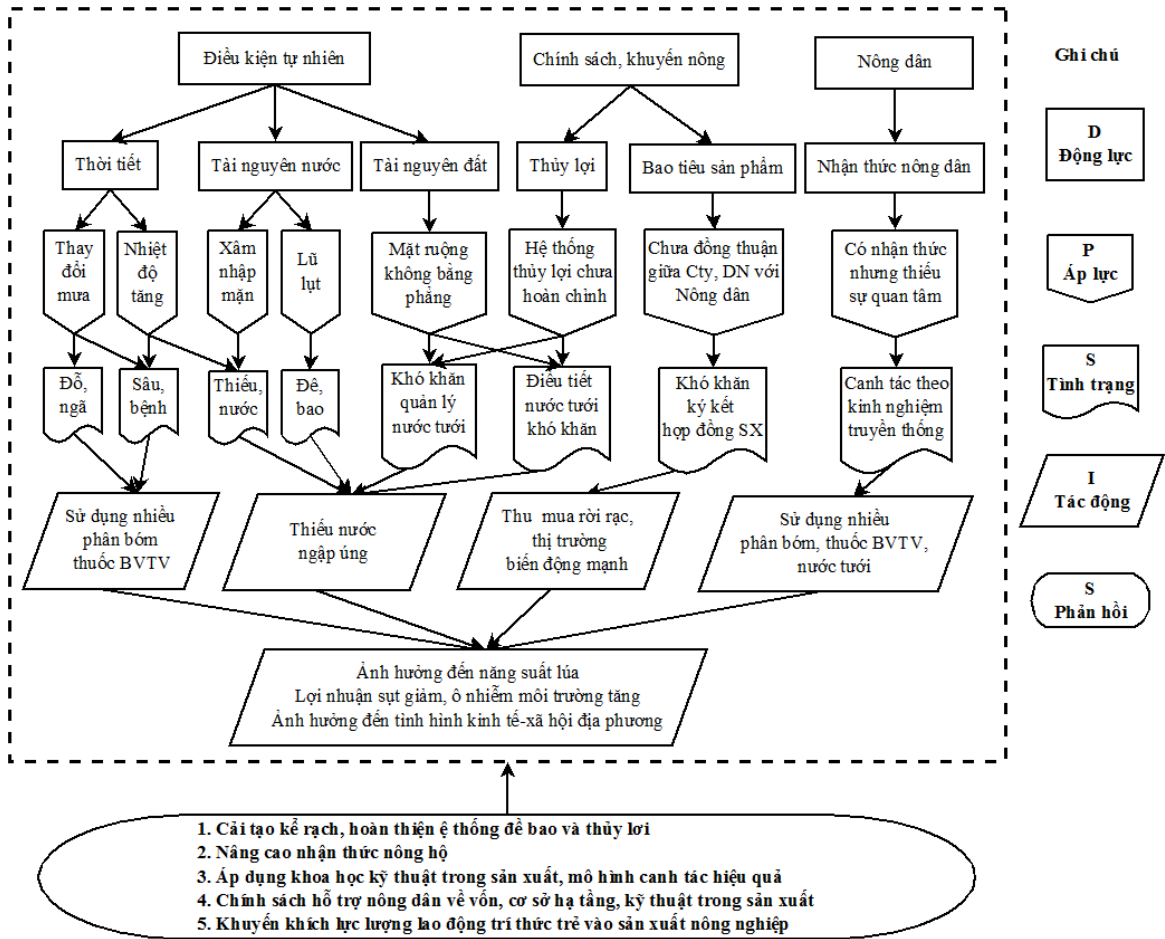 Điều kiện tự nhiên
Chính sách, khuyến nông
Nông dân
Ghi chú
Thời tiết
Tài nguyên nước
Tài nguyên đất
Thủy lợi
Bao tiêu sản phẩm
Nhận thức nông dân
D
Động lực
Thay
đổi
mưa
Nhiệt
độ
tăng
Xâm
nhập
mặn
Lũ
lụt
Mặt ruộng
không bằng
phẳng
Hệ thống
thủy lợi chưa
hoàn chỉnh
Chưa đồng thuận
giữa Cty, DN với
Nông dân
Có nhận thức
nhưng thiếu
sự quan tâm
P
Áp lực
Đỗ,
ngã
Sâu,
bệnh
Thiếu,
nước
Đê,
bao
Khó khăn
quản lý
nước tưới
Điều tiết
nước tưới
khó khăn
Khó khăn
ký kết
hợp đồng SX
Canh tác theo
kinh nghiệm
truyền thống
S
Tình trạng
Sử dụng nhiều
phân bóm
thuốc BVTV
Thiếu nước
ngập úng
Thu mua rời rạc,
thị trường
biến động mạnh
Sử dụng nhiều
phân bóm, thuốc BVTV,
nước tưới
I
Tác động
S
Phản hồi
Ảnh hưởng đến năng suất lúa
Lợi nhuận sụt giảm, ô nhiễm môi trường tăng
Ảnh hưởng đến tình hình kinh tế-xã hội địa phương
1. Cải tạo kể rạch, hoàn thiện ệ thống đề bao và thủy lơi
2. Nâng cao nhận thức nông hộ
3. Áp dụng khoa học kỹ thuật trong sản xuất, mô hình canh tác hiệu quả
4. Chính sách hỗ trợ nông dân về vốn, cơ sở hạ tầng, kỹ thuật trong sản xuất
5. Khuyến khích lực lượng lao động trí thức trẻ vào sản xuất nông nghiệp